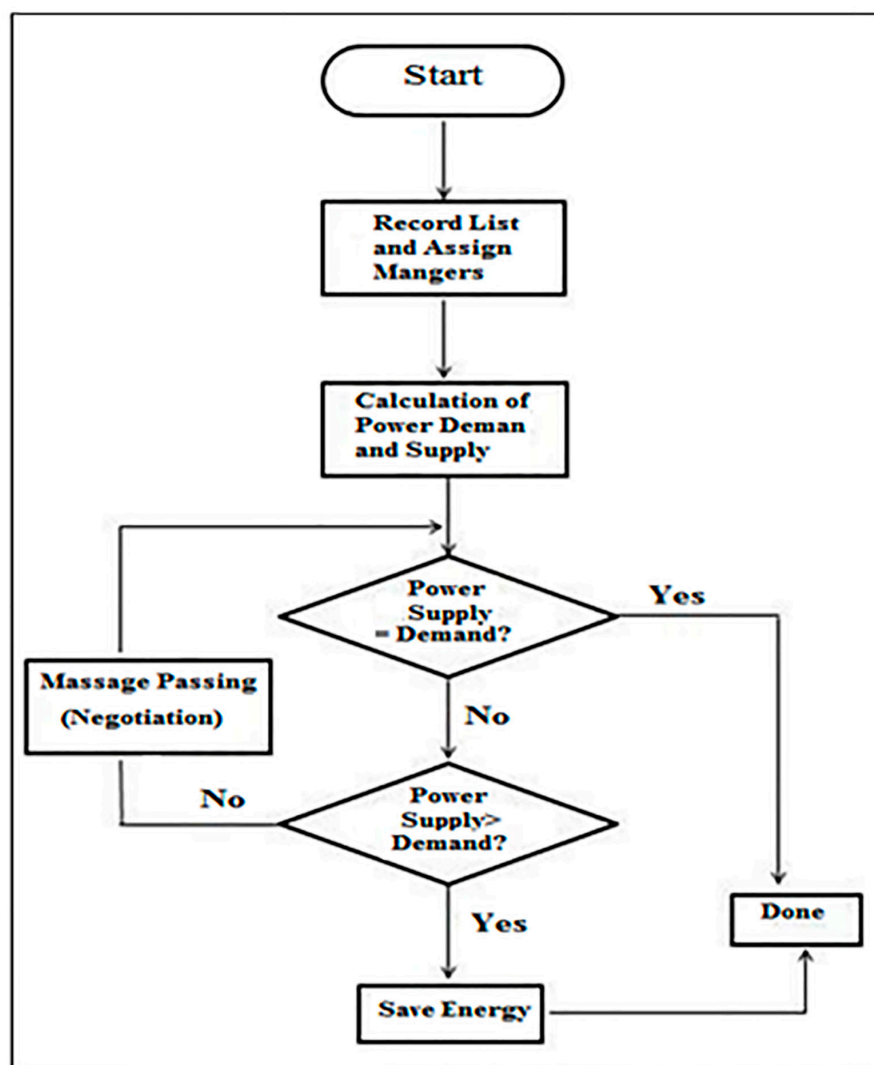 Start
Record List
and Assign
Mangers
Calculation of
Power Deman
and Supply
Power
Supply
= Demand?
Yes
Massage Passing
(Negotiation)
No
No
Power
Supply>
Demand?
Yes
Done
Save Energy